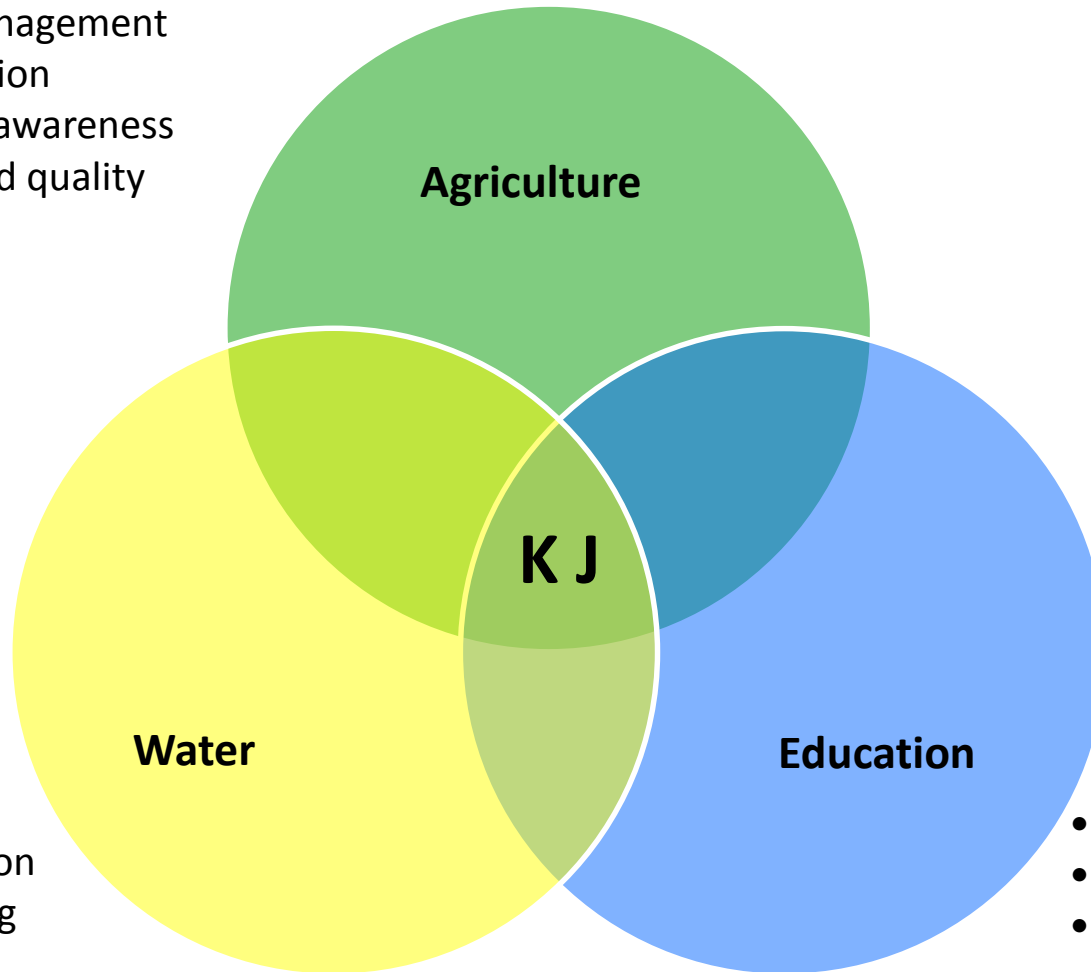 nagement
ion
awareness
d quality
Agriculture
K J
Water
Education
on
g
•
•
•